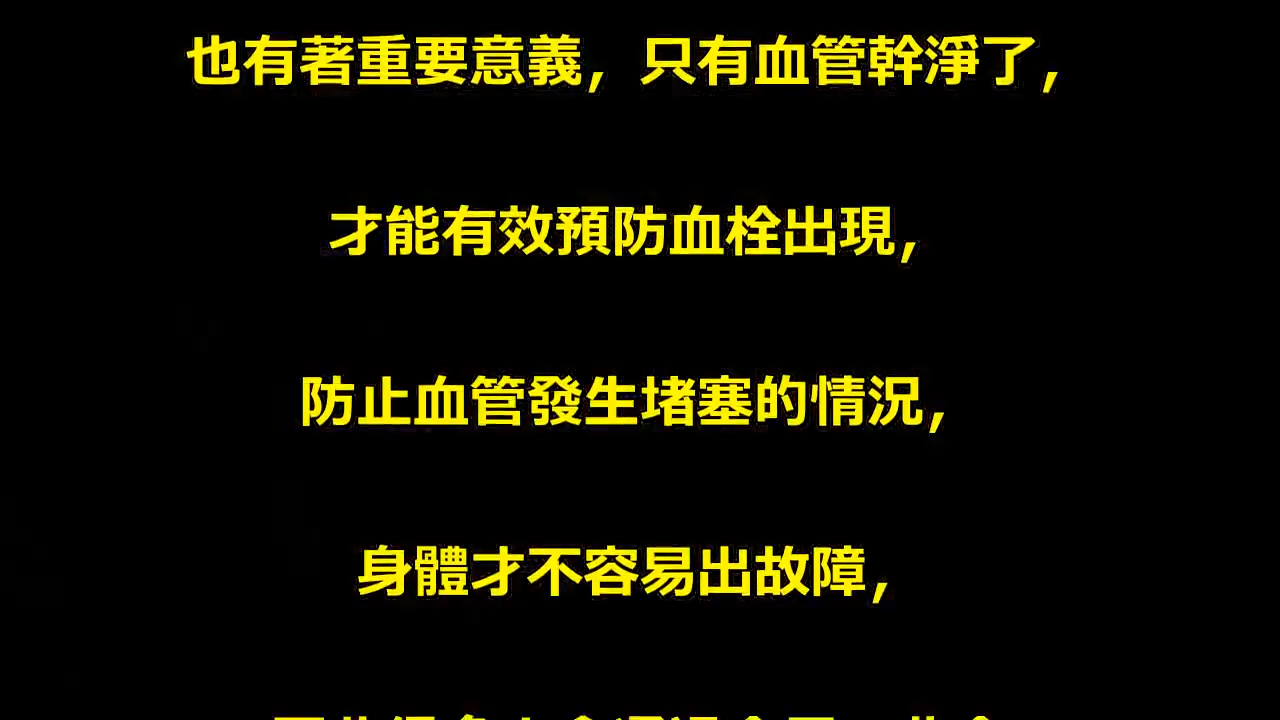 也有著重要意義，只有血管幹淨了，
才能有效預防血栓出現，
防止血管發生堵塞的情況，
身體才不容易出故障，